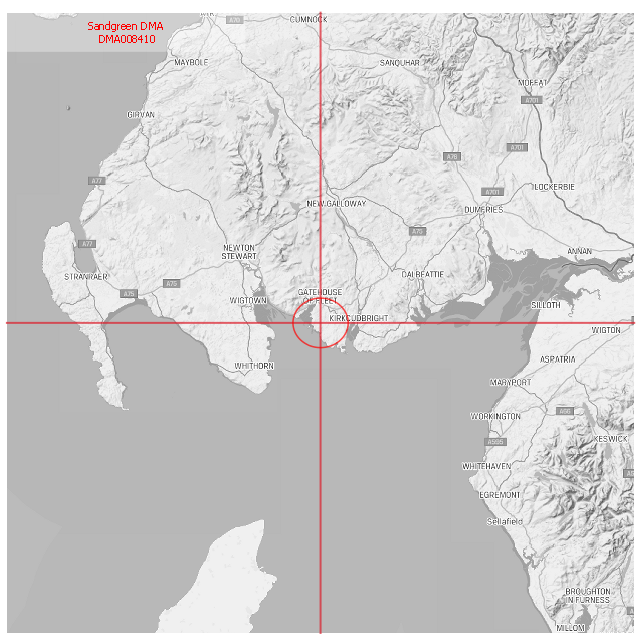 Sandgreen DMA
DMA008410
A70
CUMNOCK
MAYBOLE
SANQUHAR
MOFFAT
A701
GIRVAN
A701
A76
A77
A701
LOCKERBIE
NEW GALLOWAY
DUMFRIES
A75
A77
NEWTON
STEWART
ANNAN
STRANRAER
A75
DALBEATTIE
A75
WIGTOWN
GATEHOUSE
OF FLEET
SILLOTH
KIRKCUDBRIGHT
WIGTON
WHITHORN
ASPATRIA
MARYPORT
A66
WORKINGTON
A595
KESWICK
WHITEHAVEN
EGREMONT
Sellafield
BROUGHTON
IN FURNESS
MILLOM